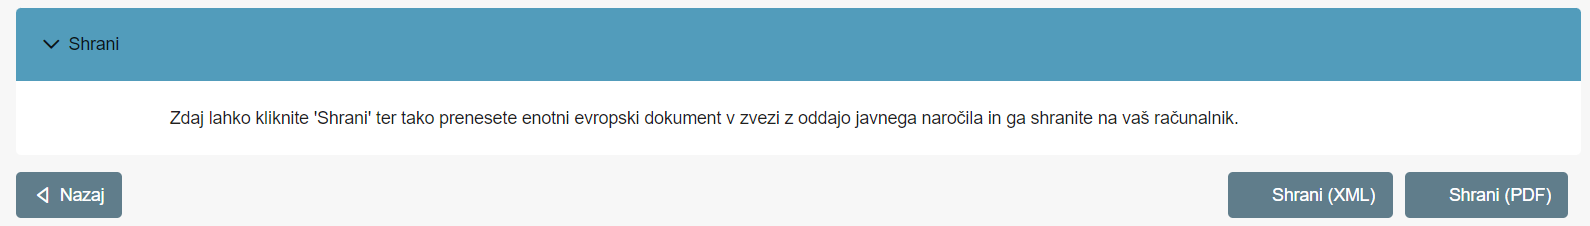 Shrani
Zdaj lahko kliknite 'Shrani' ter tako prenesete enotni evropski dokument v zvezi z oddajo javnega naročila in ga shranite na vaš računalnik.
Nazaj
Shrani (XML)
Shrani (PDF)